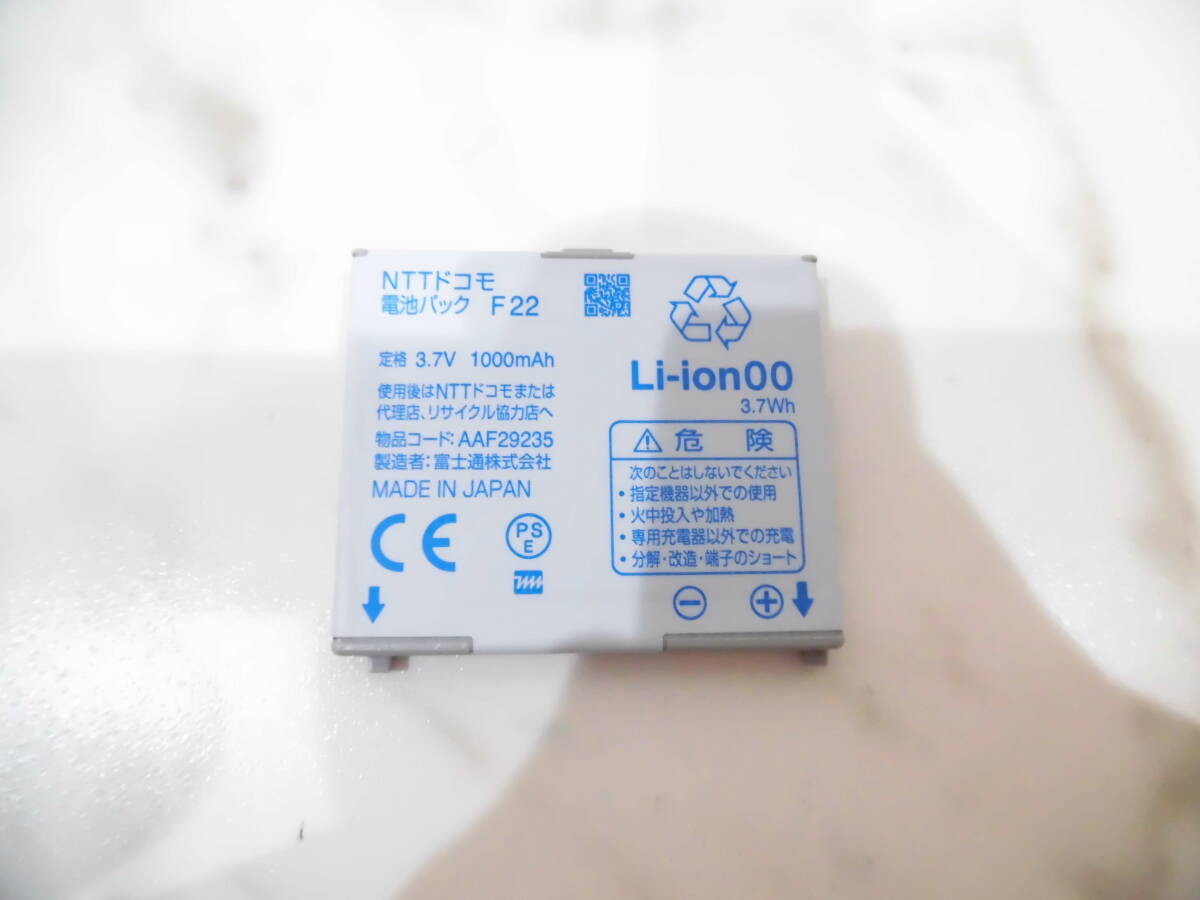 NTTドコモ
電池パック F22
定格 3.7V 1000mAh
使用後はNTTドコモまたは
代理店、リサイクル協力店へ
物品コード:AAF29235
製造者:富士通株式会社
MADE IN JAPAN
CE
PS
E
Li-ion00
3.7Wh
⚠危 険
次のことはしないでください
・指定機器以外での使用
・火中投入や加熱
・専用充電器以外での充電
・分解・改造・端子のショート